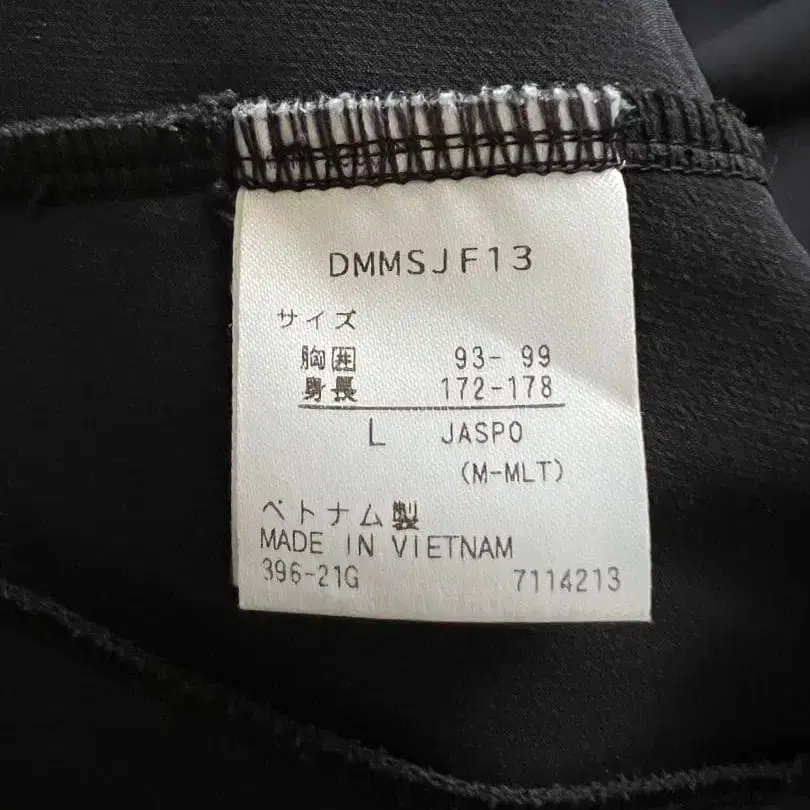 DMMSJF13
サイズ
胸囲 93- 99
身長 172-178
L JASPO
(M-MLT)
ベトナム製
MADE IN VIETNAM
396-21G 7114213